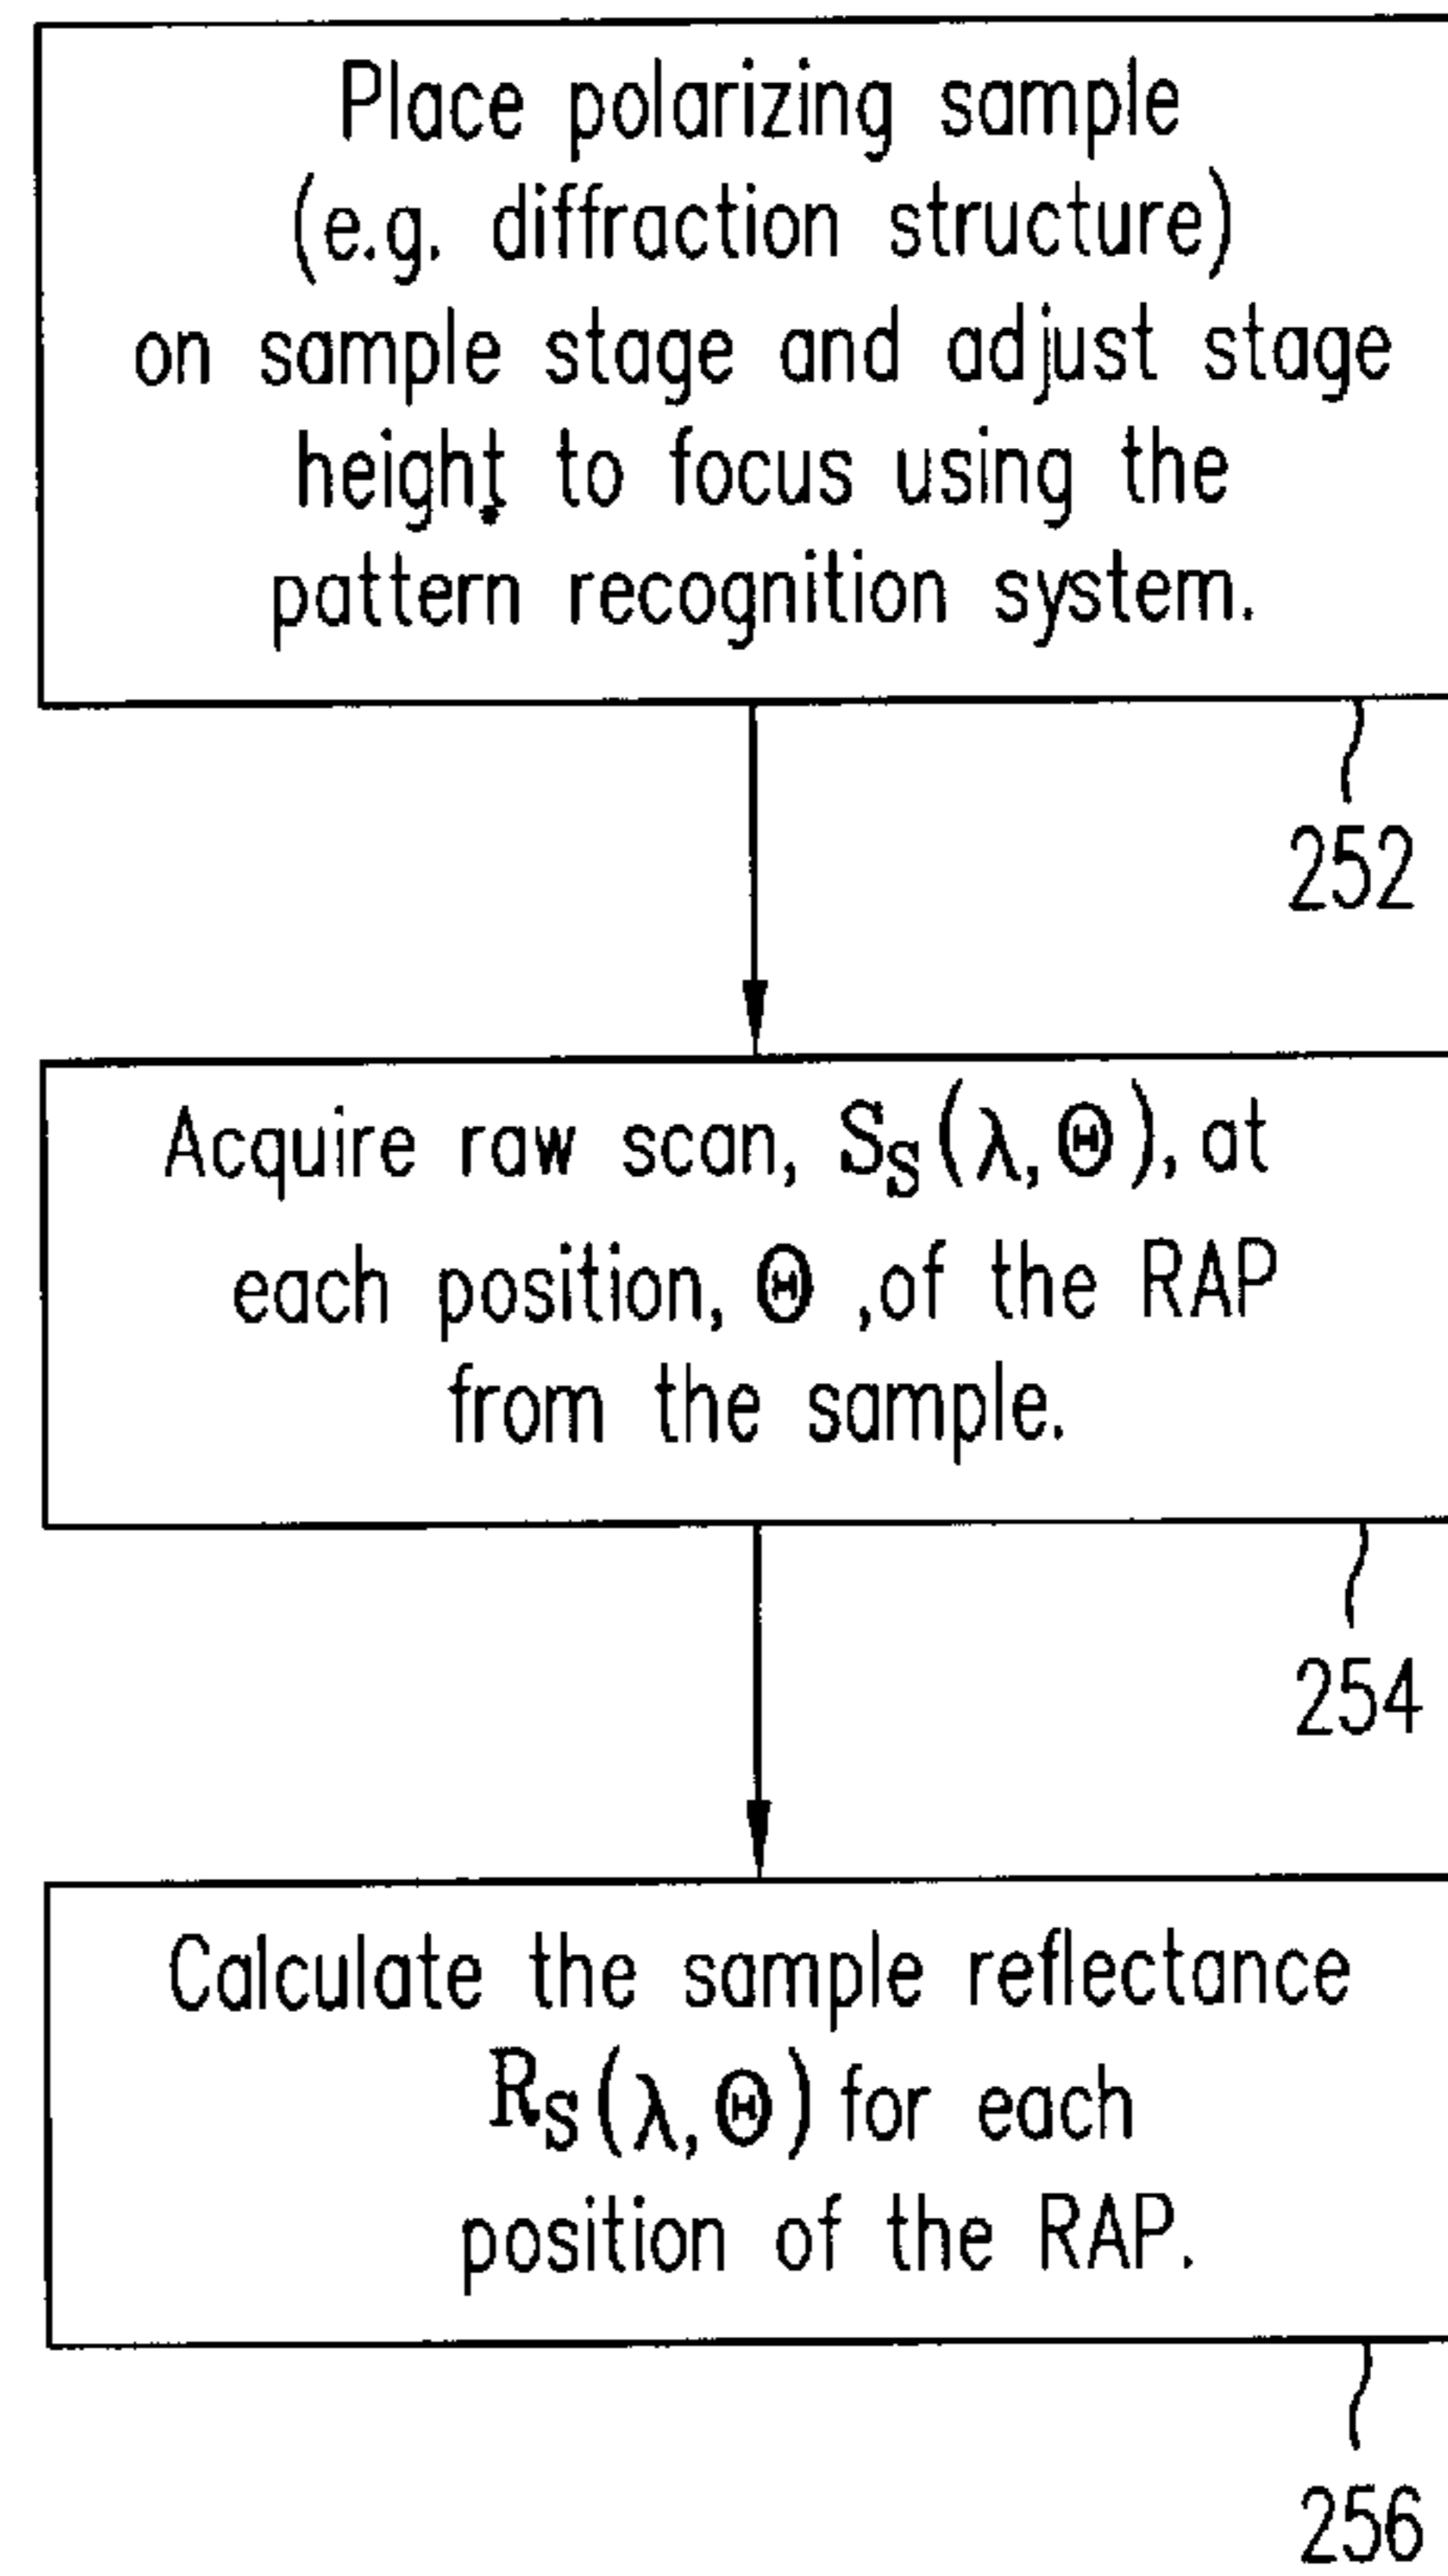 Place polarizing sample
(e.g. diffraction structure)
on sample stage and adjust stage
height to focus using the
pattern recognition system.
252
Acquire raw scan, S_S(λ,Θ), at
each position, Θ ,of the RAP
from the sample.
254
Calculate the sample reflectance
R_S(λ,Θ) for each
position of the RAP.
256